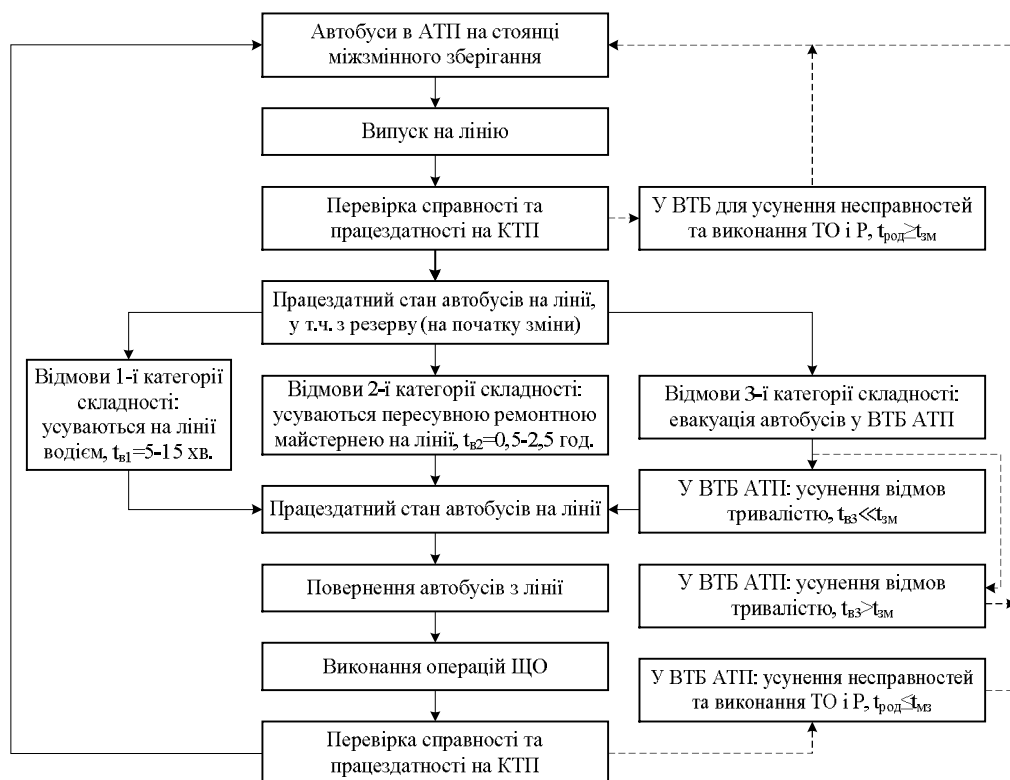 Автобуси в АТП на стоянці
міжзмінного зберігання
Випуск на лінію
Перевірка справності та
працездатності на КТП
У ВТБ для усунення несправностей
та виконання ТО і Р, tрод≥tзм
Працездатний стан автобусів на лінії,
у т.ч. з резерву (на початку зміни)
Відмови 1-ї категорії
складності:
усуваються на лінії
водієм, tв1=5-15 хв.
Відмови 2-ї категорії складності:
усуваються пересувною ремонтною
майстернею на лінії, tв2=0,5-2,5 год.
Відмови 3-ї категорії складності:
евакуація автобусів у ВТБ АТП
Працездатний стан автобусів на лінії
У ВТБ АТП: усунення відмов
тривалістю, tв3≪tзм
Повернення автобусів з лінії
У ВТБ АТП: усунення відмов
тривалістю, tв3>tзм
Виконання операцій ЩО
У ВТБ АТП: усунення несправностей
та виконання ТО і Р, tрод≤tмз
Перевірка справності та
працездатності на КТП